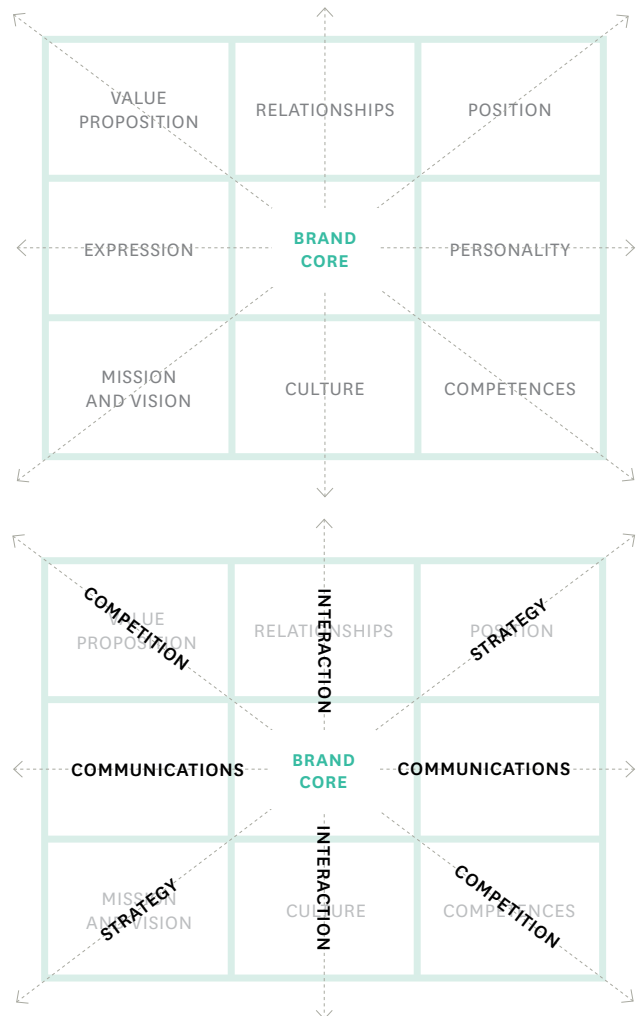 VALUE
PROPOSITION
RELATIONSHIPS
POSITION
EXPRESSION
BRAND
CORE
PERSONALITY
MISSION
AND VISION
CULTURE
COMPETENCES
VALUE
PROPOSITION
COMPETITION
RELATIONSHIPS
INTERACTION
POSITION
STRATEGY
COMMUNICATIONS
BRAND
CORE
COMMUNICATIONS
MISSION
AND VISION
STRATEGY
CULTURE
INTERACTION
COMPETENCES
COMPETITION